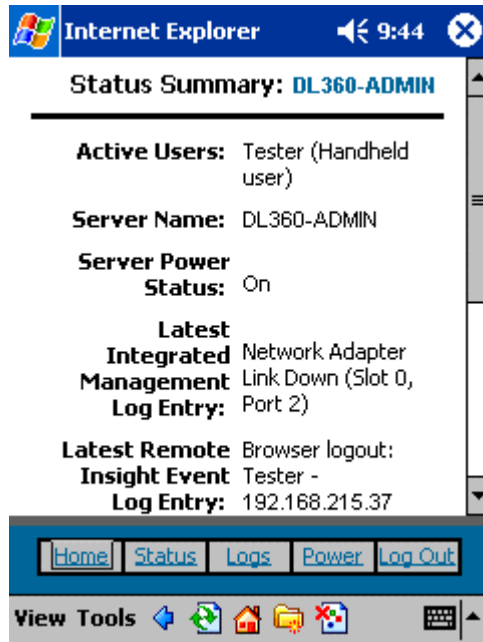 Internet Explorer 9:44
Status Summary: DL360-ADMIN
Active Users: Tester (Handheld
user)
Server Name: DL360-ADMIN
Server Power
Status: On
Latest
Integrated Network Adapter
Management Link Down (Slot 0,
Log Entry: Port 2)
Latest Remote Browser logout:
Insight Event Tester -
Log Entry: 192.168.215.37
Home Status Logs Power Log Out
View Tools